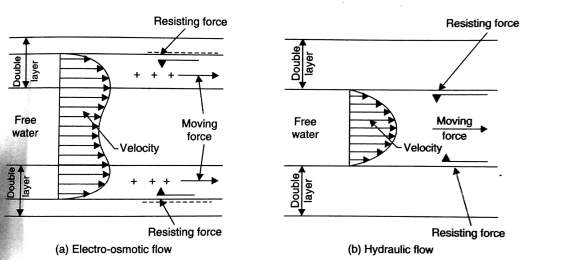 Resisting force
Double
layer
+ + +
Free
water
Moving
force
Velocity
Double
layer
+ + +
Resisting force
(a) Electro-osmotic flow
Resisting force
Double
layer
Free
water
Moving
force
Velocity
Double
layer
Resisting force
(b) Hydraulic flow